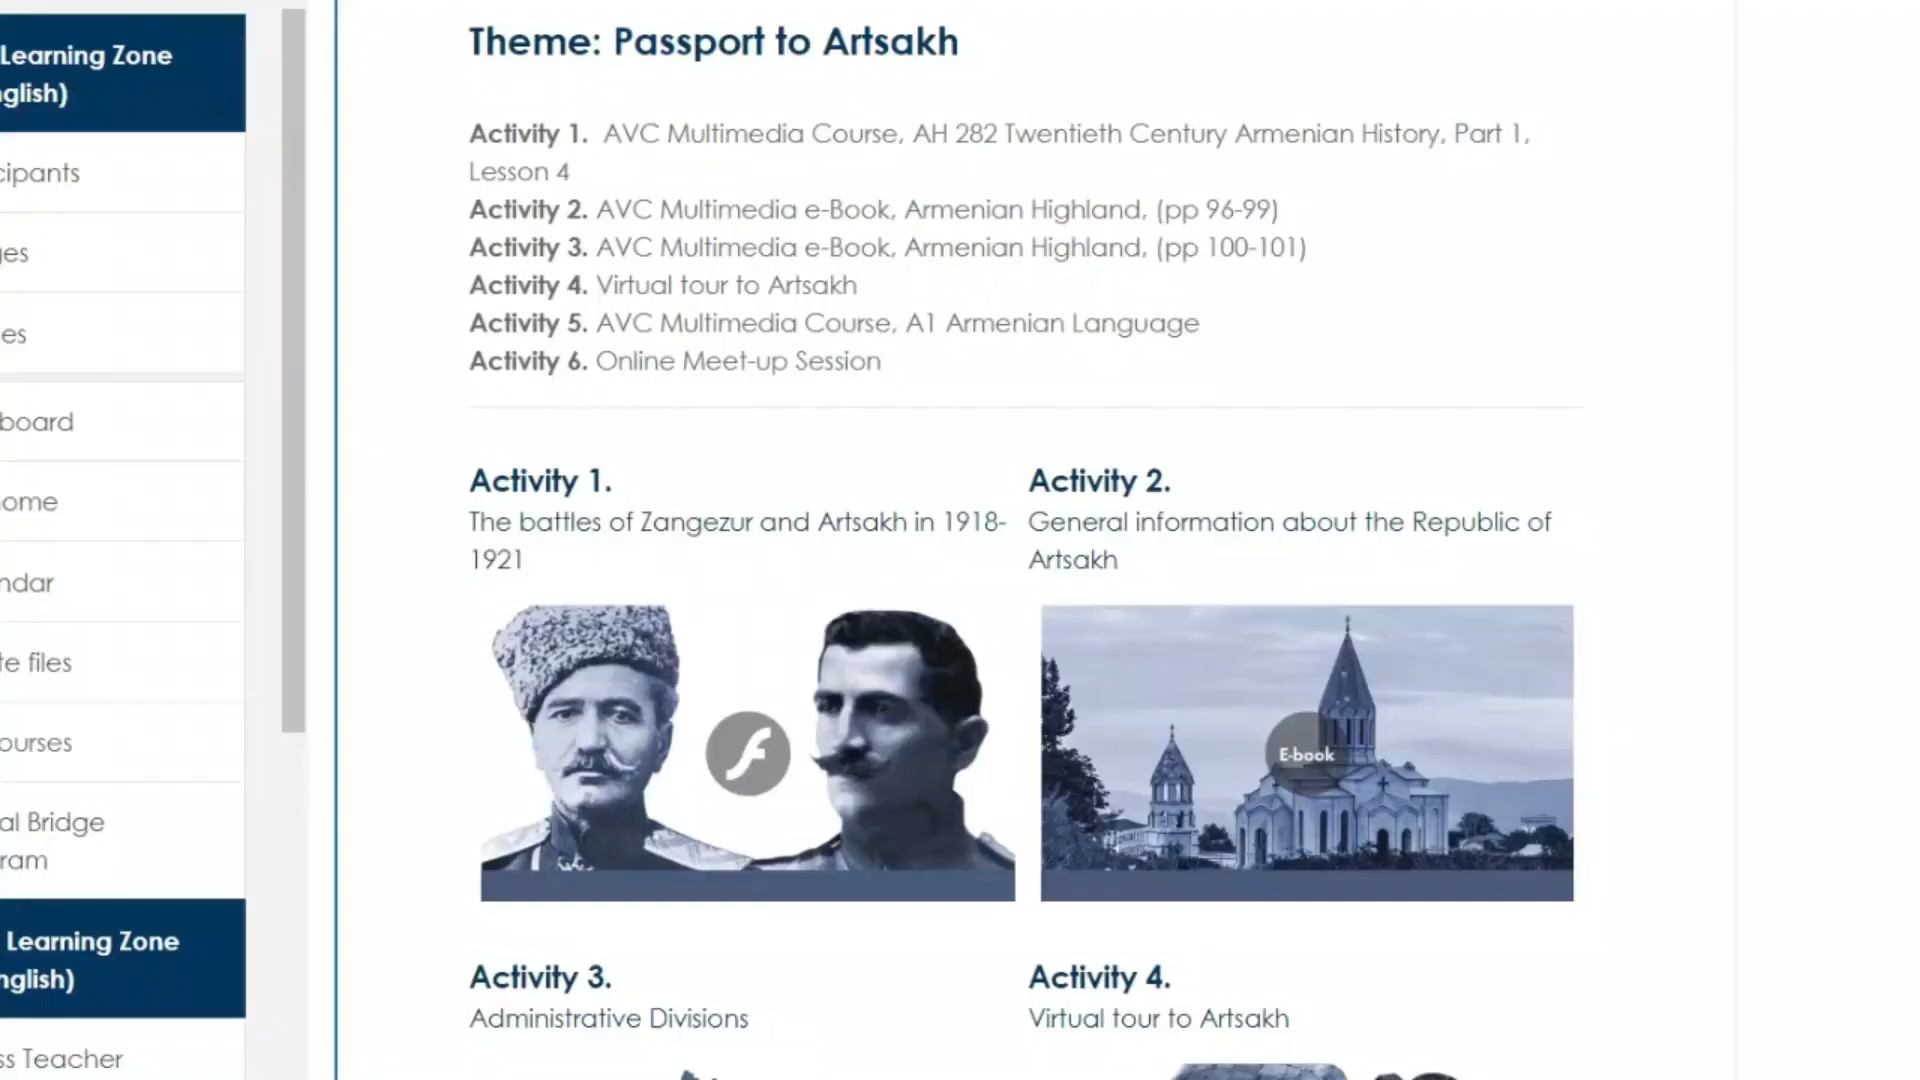 Learning Zone
glish)
cipants
ges
es
board
ome
ndar
te files
ourses
al Bridge
ram
Learning Zone
nglish)
ss Teacher
Theme: Passport to Artsakh
Activity 1. AVC Multimedia Course, AH 282 Twentieth Century Armenian History, Part 1,
Lesson 4
Activity 2. AVC Multimedia e-Book, Armenian Highland, (pp 96-99)
Activity 3. AVC Multimedia e-Book, Armenian Highland, (pp 100-101)
Activity 4. Virtual tour to Artsakh
Activity 5. AVC Multimedia Course, A1 Armenian Language
Activity 6. Online Meet-up Session
Activity 1.
The battles of Zangezur and Artsakh in 1918-
1921
Activity 2.
General information about the Republic of
Artsakh
E-book
Activity 3.
Administrative Divisions
Activity 4.
Virtual tour to Artsakh